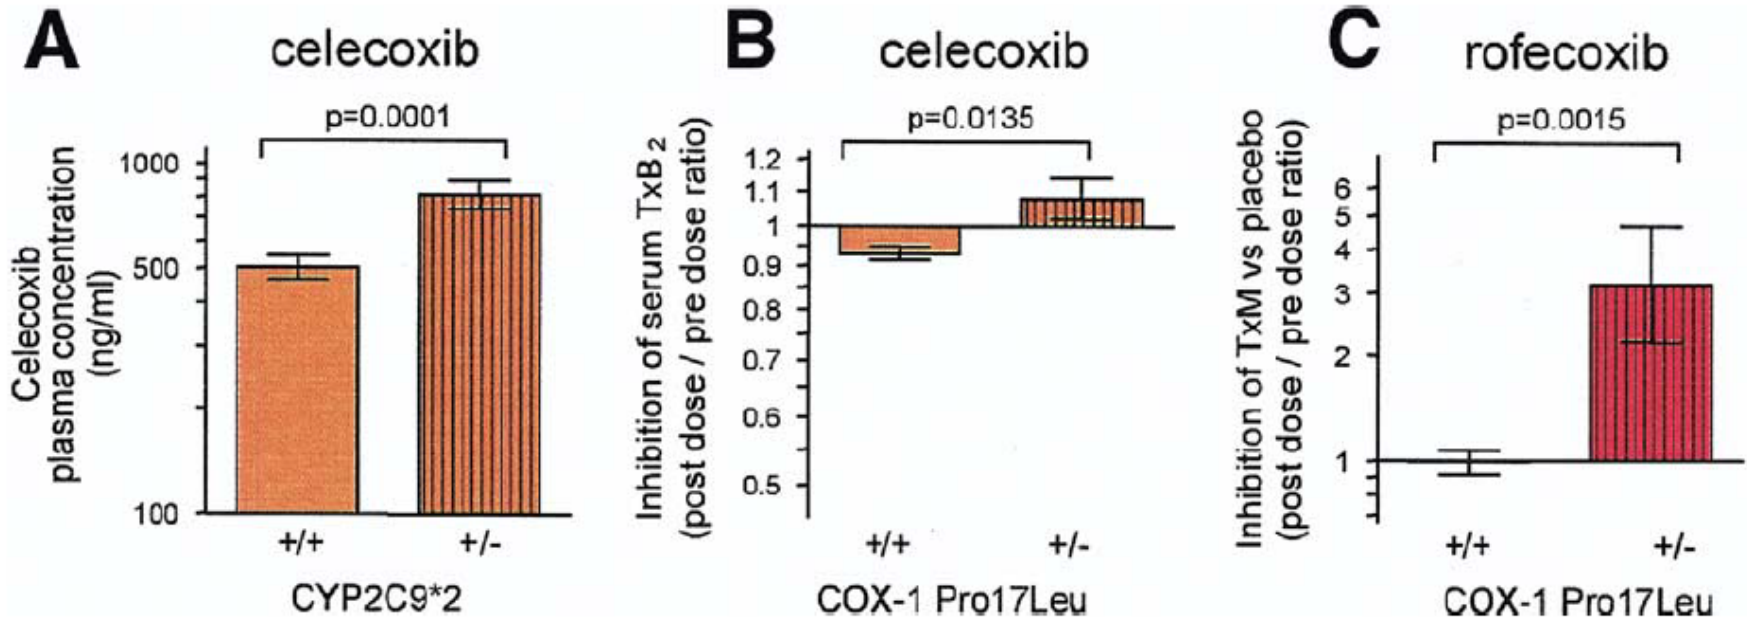 A
celecoxib
p=0.0001
Celecoxib
plasma concentration
(ng/ml)
1000
500
100
+/+
+/-
CYP2C9*2
B
celecoxib
p=0.0135
Inhibition of serum TxB2
(post dose / pre dose ratio)
1.2
1.1
1
0.9
0.8
0.7
0.6
0.5
+/+
+/-
COX-1 Pro17Leu
C
rofecoxib
p=0.0015
Inhibition of TxM vs placebo
(post dose / pre dose ratio)
6
5
4
3
2
1
+/+
+/-
COX-1 Pro17Leu